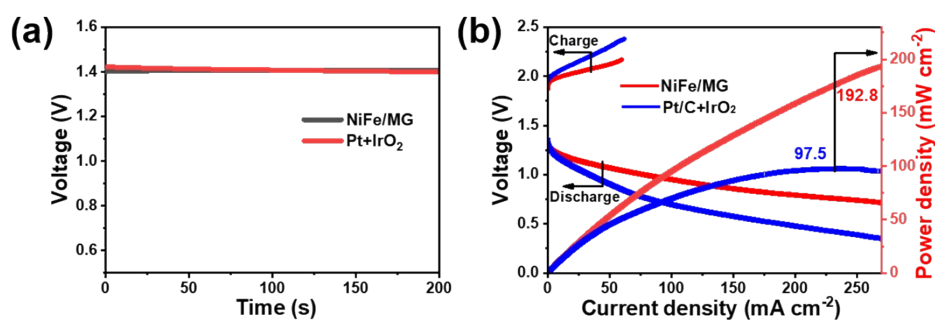 (a)
1.6
1.4
1.2
1.0
0.8
0.6
Voltage (V)
NiFe/MG
Pt+IrO₂
0
50
100
150
200
Time (s)
(b)
2.5
2.0
1.5
1.0
0.5
0.0
Voltage (V)
Charge
NiFe/MG
Pt/C+IrO₂
192.8
97.5
Discharge
0
50
100
150
200
250
Current density (mA cm⁻²)
200
150
100
50
0
Power density (mW cm⁻²)